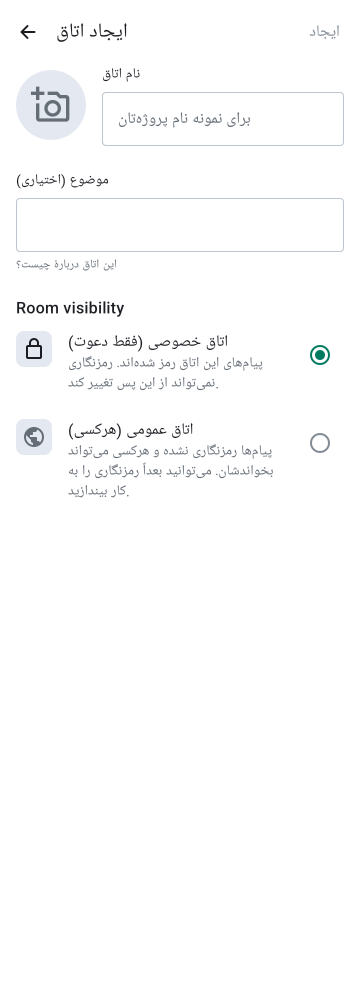 ایجاد اتاق
ایجاد
نام اتاق
برای نمونه نام پروژه‌تان
موضوع (اختیاری)
این اتاق دربارهٔ چیست؟
Room visibility
اتاق خصوصی (فقط دعوت)
پیام‌های این اتاق رمز شده‌اند. رمزنگاری
نمی‌تواند از این پس تغییر کند.
اتاق عمومی (هرکسی)
پیام‌ها رمزنگاری نشده و هرکسی می‌تواند
بخواندشان. می‌توانید بعداً رمزنگاری را به
کار بیندازید.